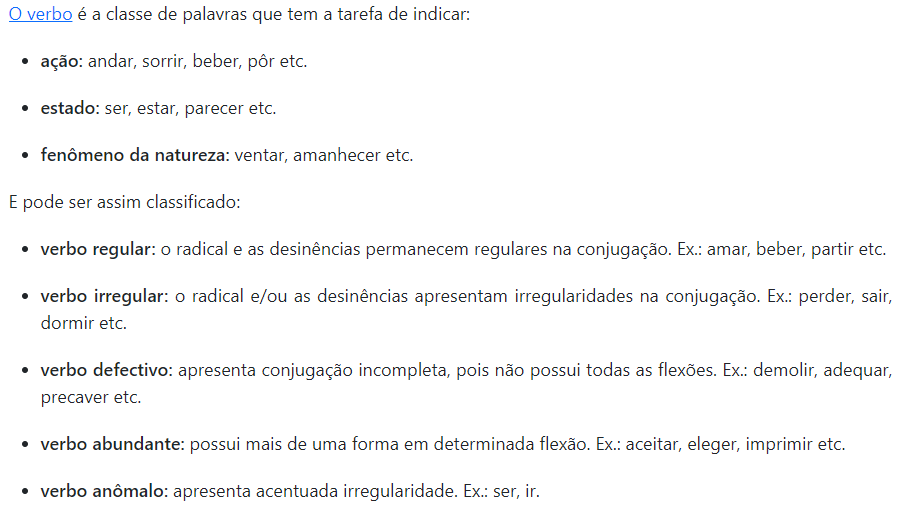 O verbo é a classe de palavras que tem a tarefa de indicar:
• ação: andar, sorrir, beber, pôr etc.
• estado: ser, estar, parecer etc.
• fenômeno da natureza: ventar, amanhecer etc.
E pode ser assim classificado:
• verbo regular: o radical e as desinências permecem regulares na conjugação. Ex.: amar, beber, partir etc.
• verbo irregular: o radical e/ou as desinências apresentam irregularidades na conjugação. Ex.: perder, sair,
dormir etc.
• verbo defectivo: apresenta conjugação incompleta, pois não possui todas as flexões. Ex.: demolir, adequar,
precaver etc.
• verbo abundante: possui mais de uma forma em determinada flexão. Ex.: aceitar, eleger, imprimir etc.
• verbo anômalo: apresenta acentuada irregularidade. Ex.: ser, ir.